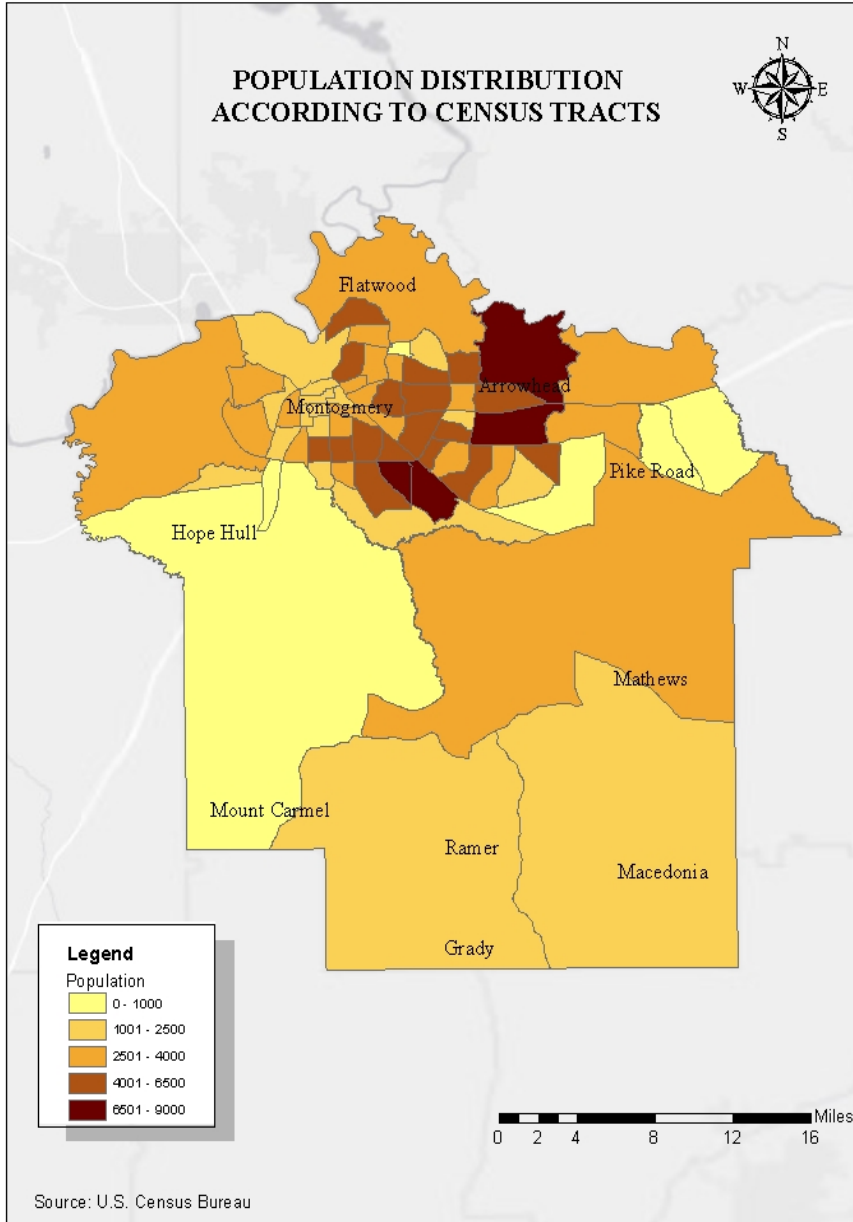 POPULATION DISTRIBUTION
ACCORDING TO CENSUS TRACTS
N
W
E
S
Flatwood
Arrowhead
Montogmery
Pike Road
Hope Hull
Mathews
Mount Carmel
Ramer
Macedonia
Grady
Legend
Population
0 - 1000
1001 - 2500
2501 - 4000
4001 - 6500
6501 - 9000
Miles
0 2 4 8 12 16
Source: U.S. Census Bureau